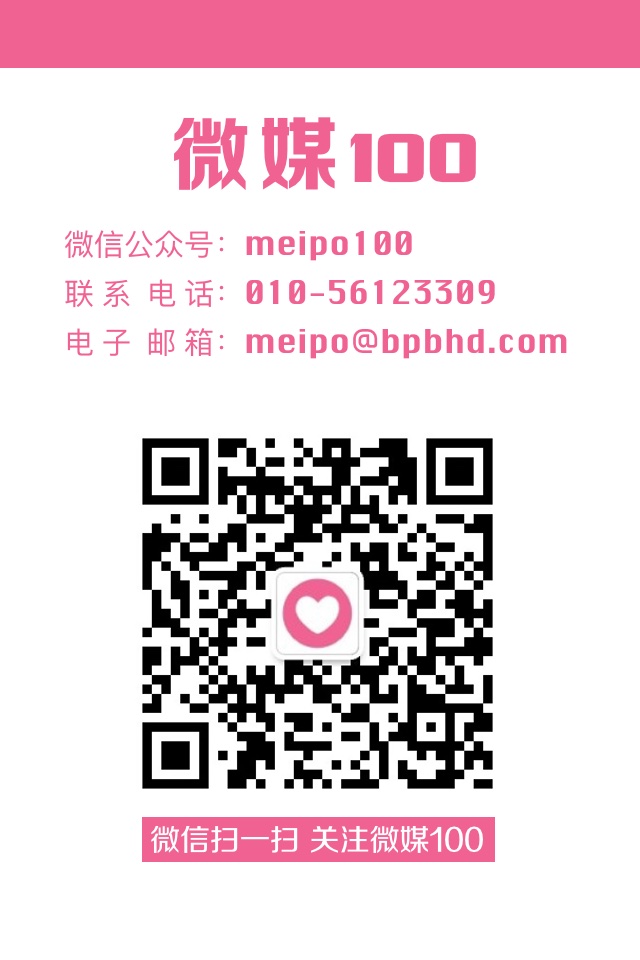 微媒100
微信公众号：meipo100
联系 电话：010-56123309
电子 邮箱：meipo@bpbhd.com
微信扫一扫 关注微媒100